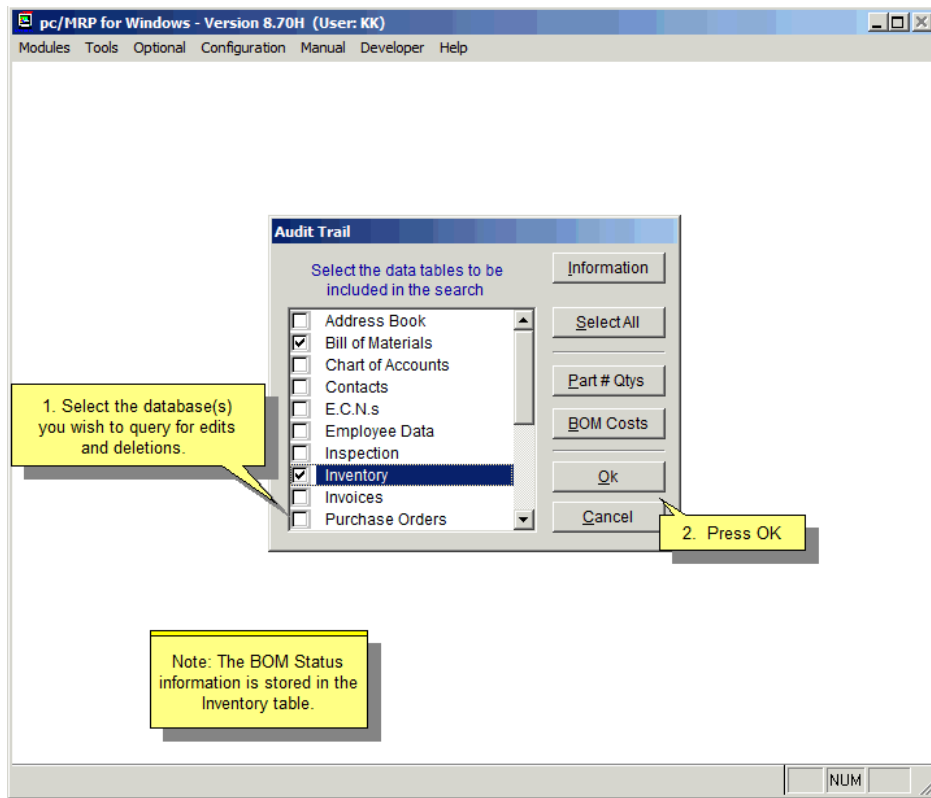 pc/MRP for Windows - Version 8.70H (User: KK)
Modules Tools Optional Configuration Manual Developer Help
Audit Trail
Select the data tables to be
included in the search
Information
Address Book
Bill of Materials
Chart of Accounts
Contacts
E.C.N.s
Employee Data
Inspection
Inventory
Invoices
Purchase Orders
Select All
Part # Qtys
BOM Costs
Ok
Cancel
1. Select the database(s)
you wish to query for edits
and deletions.
2. Press OK
Note: The BOM Status
information is stored in the
Inventory table.
NUM